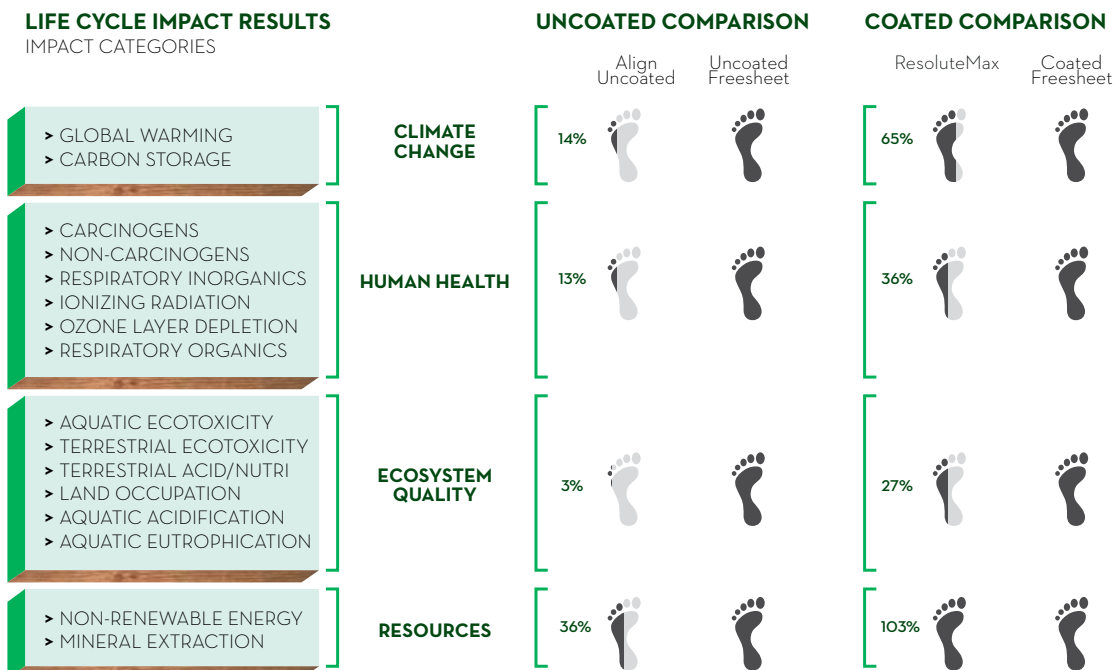 LIFE CYCLE IMPACT RESULTS
IMPACT CATEGORIES
UNCOATED COMPARISON
COATED COMPARISON
Align
Uncoated
Uncoated
Freesheet
ResoluteMax
Coated
Freesheet
> GLOBAL WARMING
> CARBON STORAGE
CLIMATE
CHANGE
14%
65%
> CARCINOGENS
> NON-CARCINOGENS
> RESPIRATORY INORGANICS
> IONIZING RADIATION
> OZONE LAYER DEPLETION
> RESPIRATORY ORGANICS
HUMAN HEALTH
13%
36%
> AQUATIC ECOTOXICITY
> TERRESTRIAL ECOTOXICITY
> TERRESTRIAL ACID/NUTRI
> LAND OCCUPATION
> AQUATIC ACIDIFICATION
> AQUATIC EUTROPHICATION
ECOSYSTEM
QUALITY
3%
27%
> NON-RENEWABLE ENERGY
> MINERAL EXTRACTION
RESOURCES
36%
103%